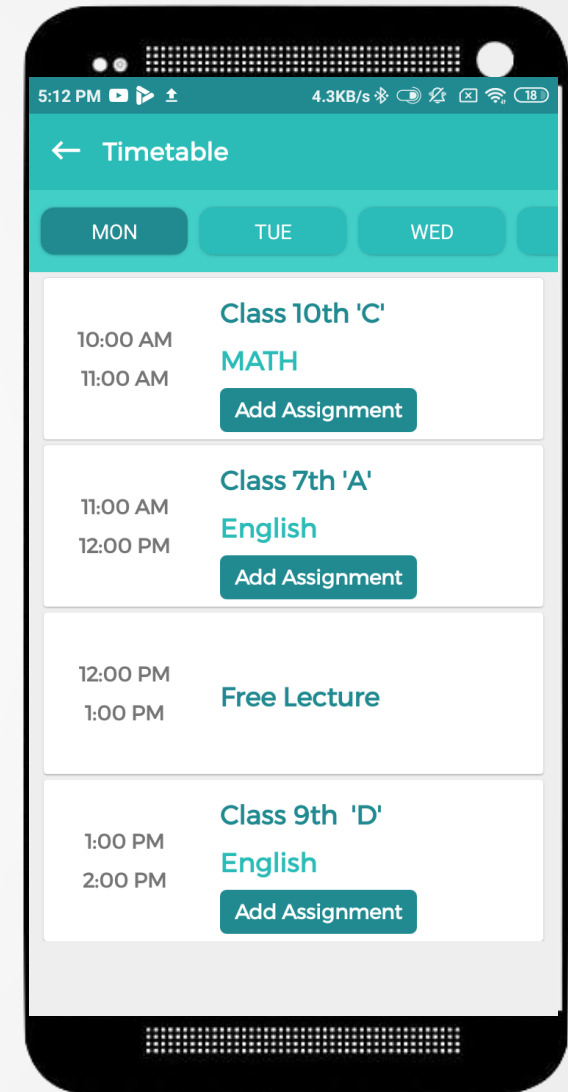 5:12 PM 4.3KB/s 18
Timetable
MON TUE WED
10:00 AM
11:00 AM
Class 10th 'C'
MATH
Add Assignment
11:00 AM
12:00 PM
Class 7th 'A'
English
Add Assignment
12:00 PM
1:00 PM
Free Lecture
1:00 PM
2:00 PM
Class 9th  'D'
English
Add Assignment